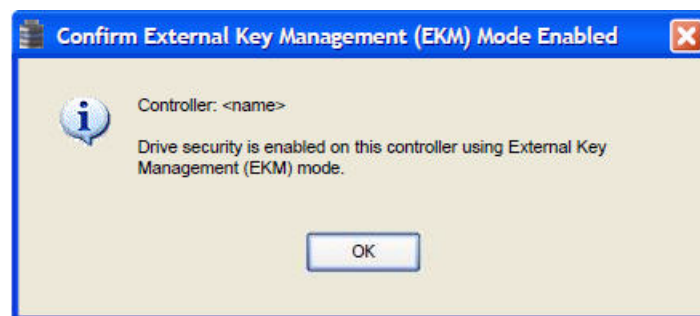 Confirm External Key Management (EKM) Mode Enabled
Controller: <name>
Drive security is enabled on this controller using External Key
Management (EKM) mode.
OK